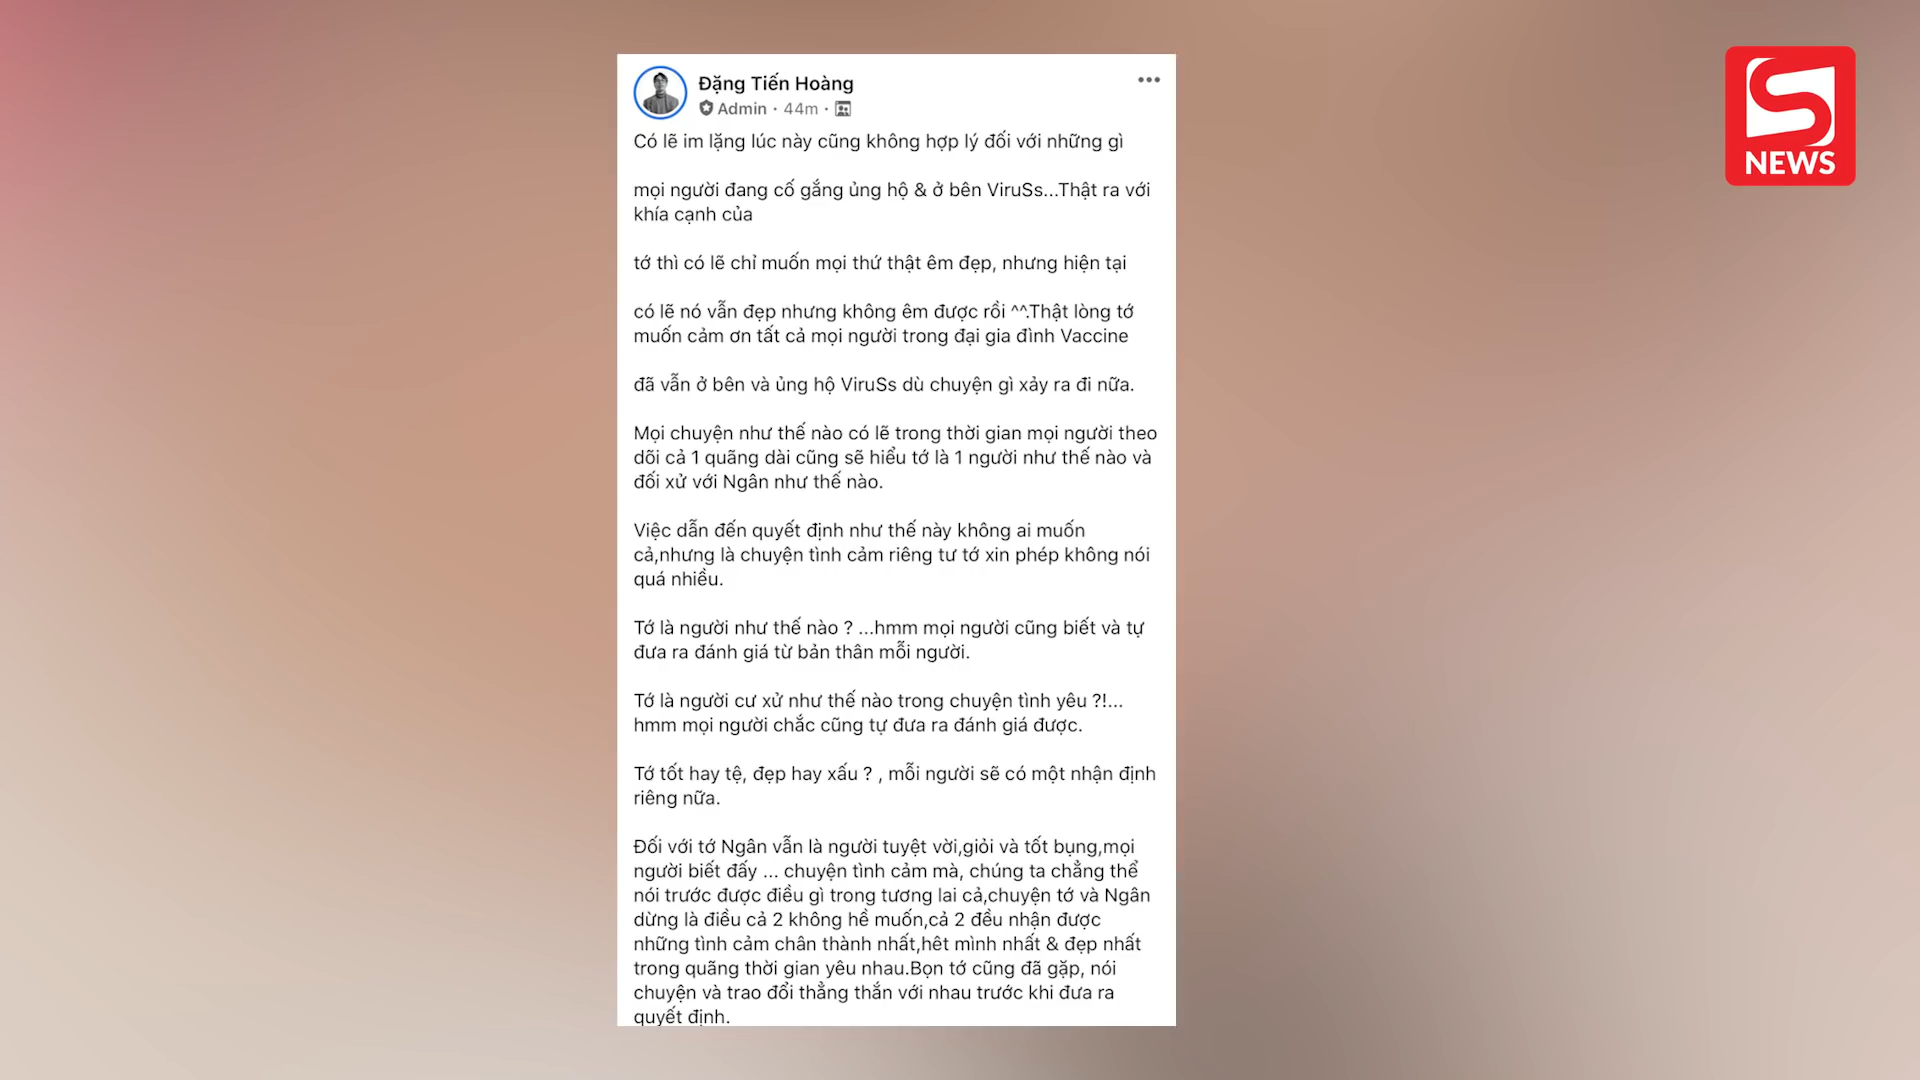 Đặng Tiến Hoàng
Admin · 44m ·
Có lẽ im lặng lúc này cũng không hợp lý đối với những gì
mọi người đang cố gắng ủng hộ & ở bên ViruSs...Thật ra với
khía cạnh của
tớ thì có lẽ chỉ muốn mọi thứ thật êm đẹp, nhưng hiện tại
có lẽ nó vẫn đẹp nhưng không êm được rồi ^^.Thật lòng tớ
muốn cảm ơn tất cả mọi người trong đại gia đình Vaccine
đã vẫn ở bên và ủng hộ ViruSs dù chuyện gì xảy ra đi nữa.
Mọi chuyện như thế nào có lẽ trong thời gian mọi người theo
dõi cả 1 quãng dài cũng sẽ hiểu tớ là 1 người như thế nào và
đối xử với Ngân như thế nào.
Việc dẫn đến quyết định như thế này không ai muốn
cả,nhưng là chuyện tình cảm riêng tư tớ xin phép không nói
quá nhiều.
Tớ là người như thế nào ? ...hmm mọi người cũng biết và tự
đưa ra đánh giá từ bản thân mỗi người.
Tớ là người cư xử như thế nào trong chuyện tình yêu ?!...
hmm mọi người chắc cũng tự đưa ra đánh giá được.
Tớ tốt hay tệ, đẹp hay xấu ? , mỗi người sẽ có một nhận định
riêng nữa.
Đối với tớ Ngân vẫn là người tuyệt vời,giỏi và tốt bụng,mọi
người biết đấy ... chuyện tình cảm mà, chúng ta chẳng thể
nói trước được điều gì trong tương lai cả,chuyện tớ và Ngân
dừng là điều cả 2 không hề muốn,cả 2 đều nhận được
những tình cảm chân thành nhất,hêt mình nhất & đẹp nhất
trong quãng thời gian yêu nhau.Bọn tớ cũng đã gặp, nói
chuyện và trao đổi thẳng thắn với nhau trước khi đưa ra
quyết định.
S
NEWS